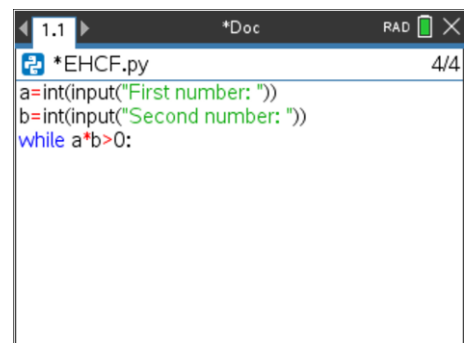 1.1 *Doc RAD
*EHCF.py 4/4
a=int(input("First number: "))
b=int(input("Second number: "))
while a*b>0: